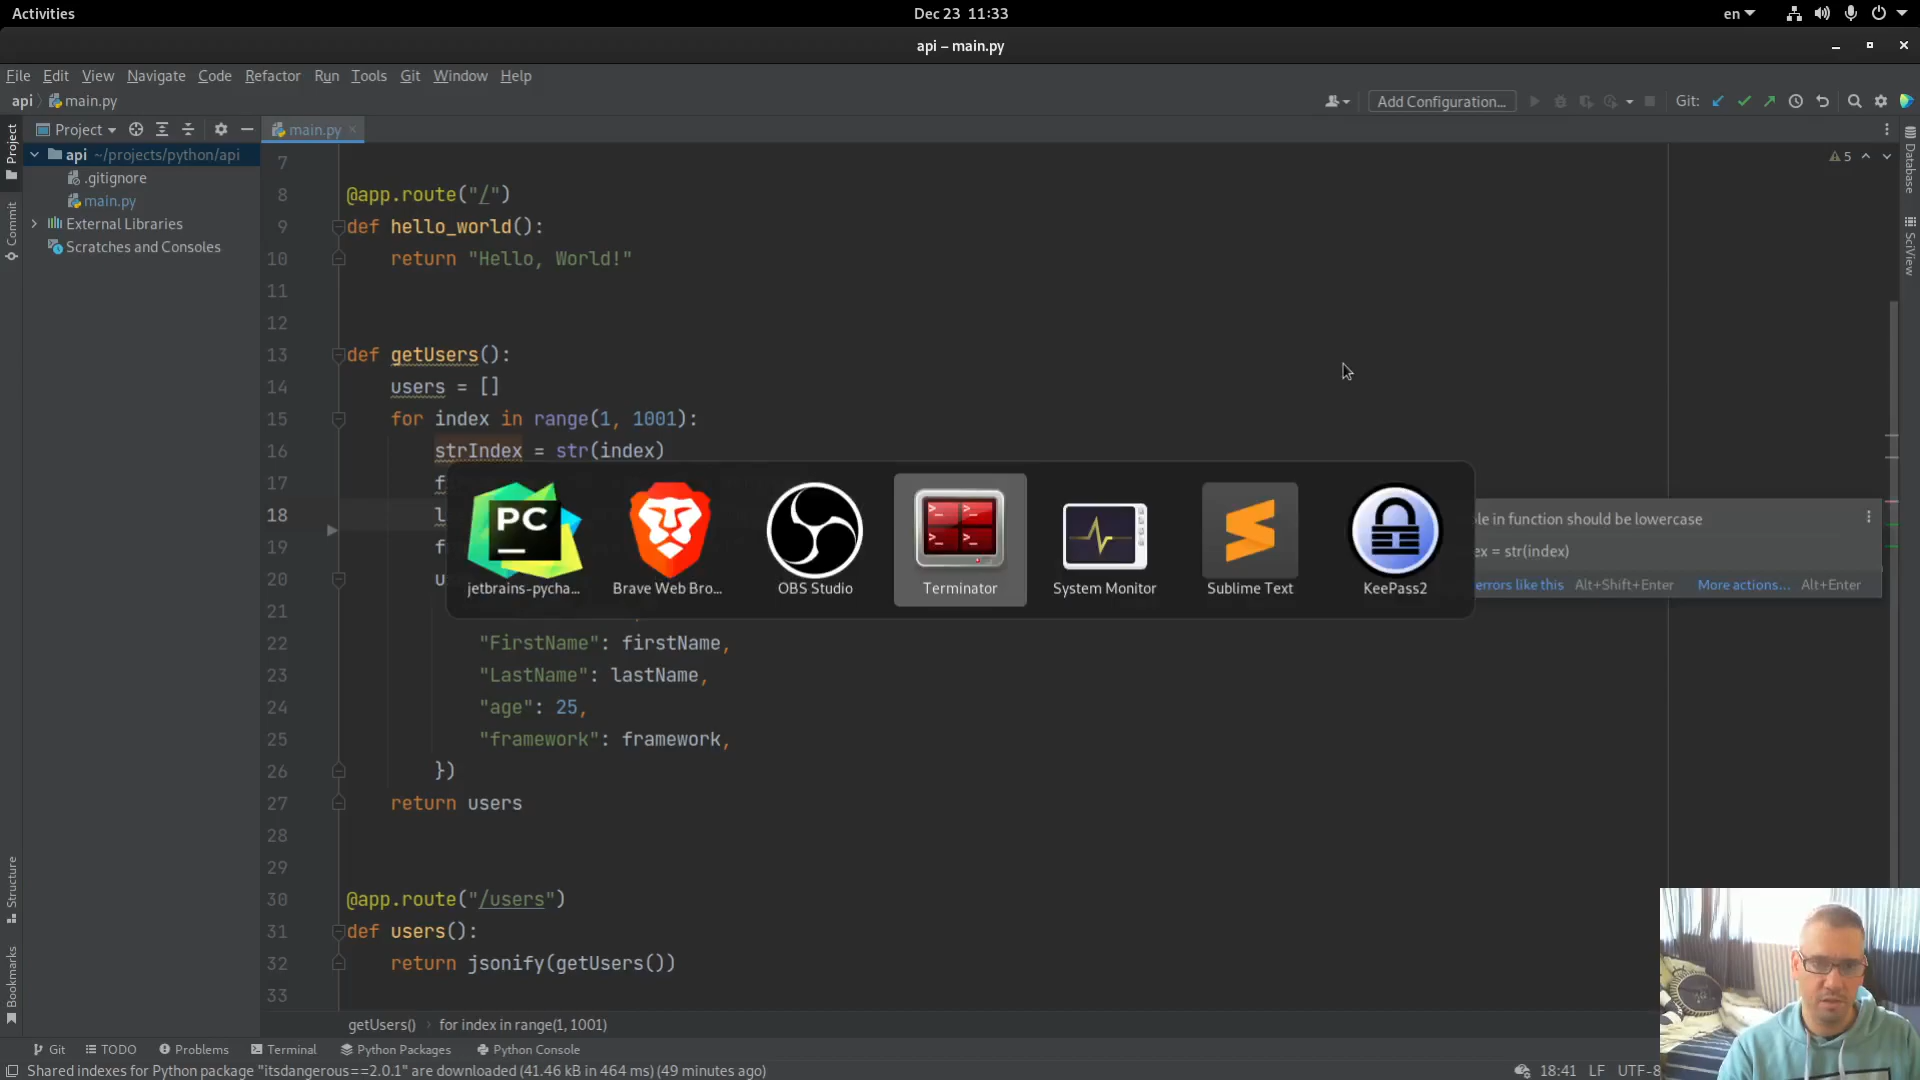 Activities
Dec 23 11:33
en
api – main.py
File Edit View Navigate Code Refactor Run Tools Git Window Help
api main.py
Add Configuration...
Git:
Project
main.py
api ~/projects/python/api
.gitignore
main.py
External Libraries
Scratches and Consoles
Project
Commit
Structure
Bookmarks
Database
SciView
5
7
8 @app.route("/")
9 def hello_world():
10 return "Hello, World!"
11
12
13 def getUsers():
14 users = []
15 for index in range(1, 1001):
16 strIndex = str(index)
17 f
18 l
19 f
20 u
21
22 "FirstName": firstName,
23 "LastName": lastName,
24 "age": 25,
25 "framework": framework,
26 })
27 return users
28
29
30 @app.route("/users")
31 def users():
32 return jsonify(getUsers())
33
PC
jetbrains-pycha...
Brave Web Bro...
OBS Studio
Terminator
System Monitor
Sublime Text
KeePass2
le in function should be lowercase
ex = str(index)
errors like this Alt+Shift+Enter More actions... Alt+Enter
getUsers() for index in range(1, 1001)
Git TODO Problems Terminal Python Packages Python Console
Shared indexes for Python package "itsdangerous==2.0.1" are downloaded (41.46 kB in 464 ms) (49 minutes ago)
18:41 LF UTF-8